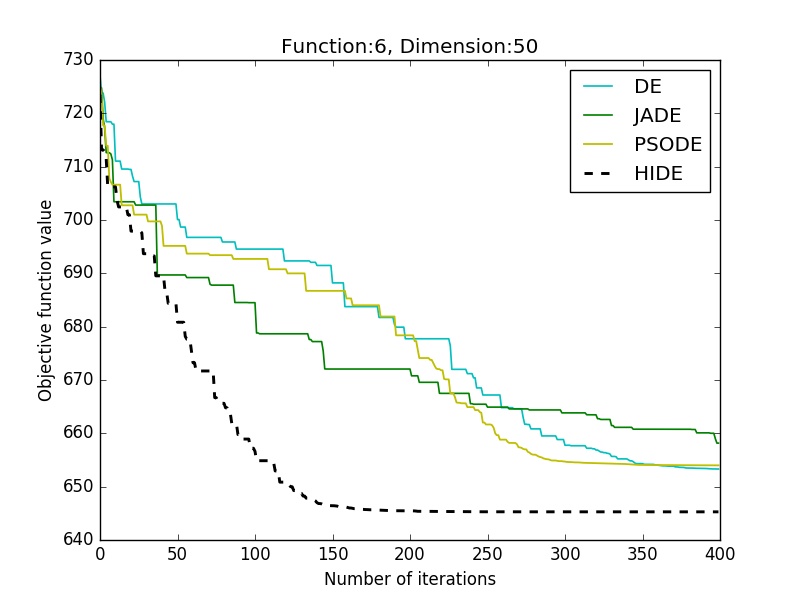 Function:6, Dimension:50
Objective function value
730
720
710
700
690
680
670
660
650
640
DE
JADE
PSODE
HIDE
0 50 100 150 200 250 300 350 400
Number of iterations